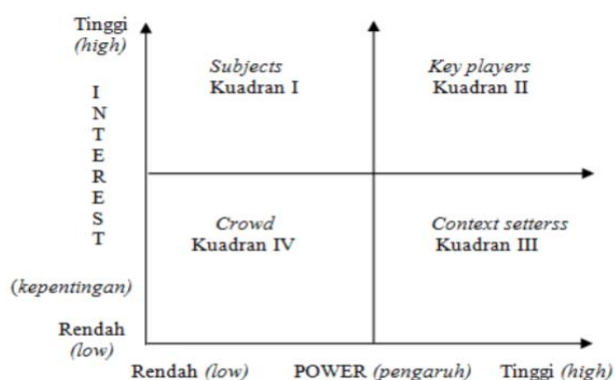 Tinggi
(high)
Subjects
Kuadran I
Key players
Kuadran II
I
N
T
E
R
E
S
T
Crowd
Kuadran IV
Context setterss
Kuadran III
(kepentingan)
Rendah
(low)
Rendah (low) POWER (pengaruh) Tinggi (high)